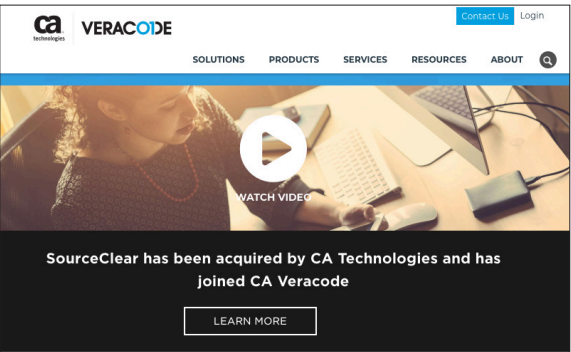 Contact Us Login
ca
technologies
VERACODE
SOLUTIONS PRODUCTS SERVICES RESOURCES ABOUT
WATCH VIDEO
SourceClear has been acquired by CA Technologies and has
joined CA Veracode
LEARN MORE